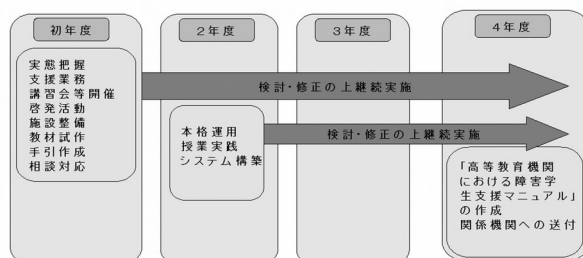 初年度
実態把握
支援業務
講習会等開催
啓発活動
施設整備
教材試作
手引作成
相談対応
2年度
本格運用
授業実践
システム構築
3年度
4年度
検討・修正の上継続実施
検討・修正の上継続実施
「高等教育機関
における障害学
生支援マニュアル」
の作成
関係機関への送付